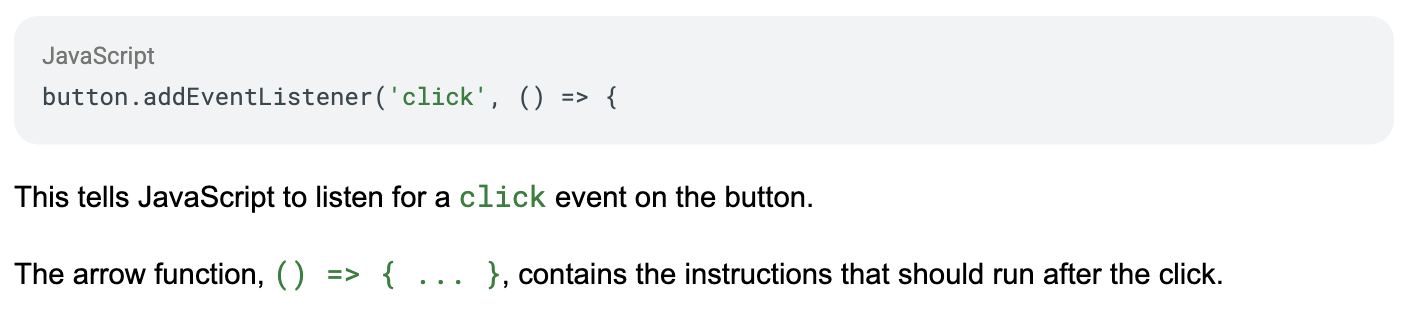 JavaScript
button.addEventListener('click', () => {
This tells JavaScript to listen for a click event on the button.
The arrow function, () => { ... }, contains the instructions that should run after the click.